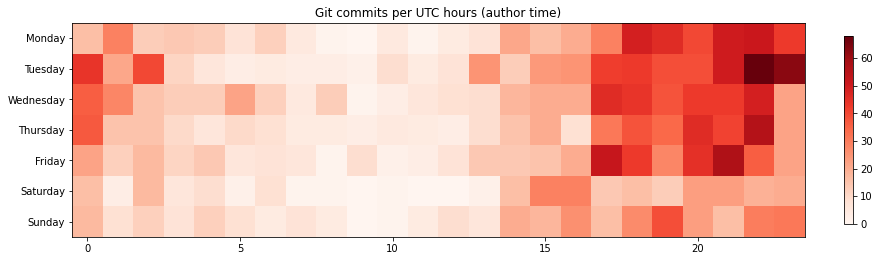 Git commits per UTC hours (author time)
Monday
Tuesday
Wednesday
Thursday
Friday
Saturday
Sunday
0 5 10 15 20
60
50
40
30
20
10
0